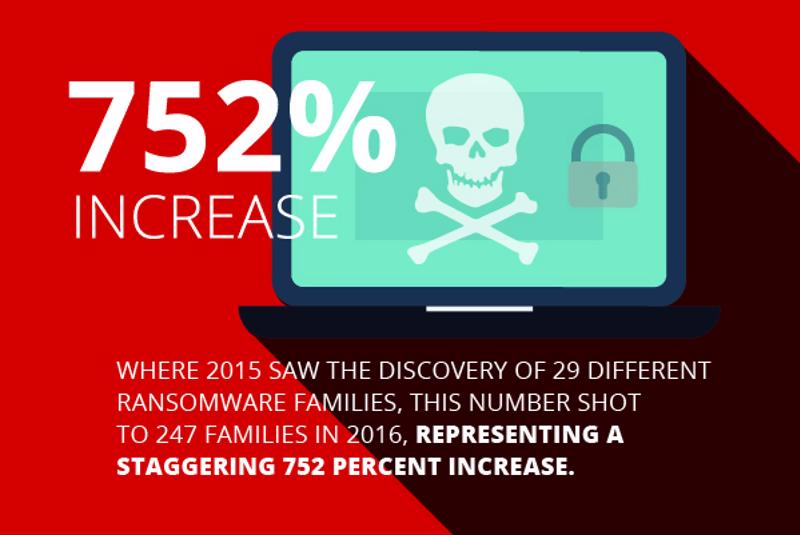 752%
INCREASE
WHERE 2015 SAW THE DISCOVERY OF 29 DIFFERENT
RANSOMWARE FAMILIES, THIS NUMBER SHOT
TO 247 FAMILIES IN 2016, REPRESENTING A
STAGGERING 752 PERCENT INCREASE.